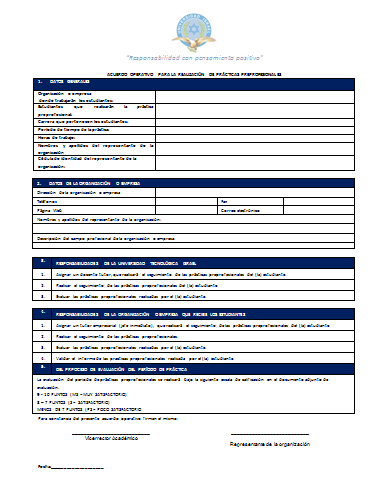 "Responsabilidad con pensamiento positivo"
ACUERDO OPERATIVO PARA LA REALIZACIÓN DE PRÁCTICAS PREPROFESIONALES
1. DATOS GENERALES
Organización o empresa
donde trabajarán los estudiantes:
Estudiantes que realizarán la práctica
preprofesional:
Carrera que pertenecen los estudiantes:
Periodo de tiempo de la práctica:
Horas de trabajo:
Nombres y apellidos del representante de la
organización:
Cédula de identidad del representante de la
organización:
2. DATOS DE LA ORGANIZACIÓN O EMPRESA
Dirección de la organización o empresa:
Teléfonos: Fax:
Página Web: Correo electrónico:
Nombres y apellidos del representante de la organización:
Descripción del campo profesional de la organización o empresa:
3. RESPONSABILIDADES DE LA UNIVERSIDAD TECNOLÓGICA ISRAEL
1. Asignar un docente tutor, que realizará el seguimiento de las prácticas preprofesionales del (la) estudiante.
2. Realizar el seguimiento de las prácticas preprofesionales del (la) estudiante.
3. Evaluar las prácticas preprofesionales realizadas por el (la) estudiante.
4. RESPONSABILIDADES DE LA ORGANIZACIÓN O EMPRESA QUE RECIBE LOS ESTUDIANTES
1. Asignar un tutor empresarial (jefe inmediato), que realizará el seguimiento de las prácticas preprofesionales del (la) estudiante.
2. Realizar el seguimiento de las prácticas preprofesionales.
3. Evaluar las prácticas preprofesionales realizadas por el (la) estudiante.
4. Validar el informe de las prácticas preprofesionales realizada por el (la) estudiante.
5. DEL PROCESO DE EVALUACIÓN DEL PERÍODO DE PRÁCTICA
La evaluación del período de prácticas preprofesionales se realizará bajo la siguiente escala de calificación en el documento adjunto de
evaluación.
9 - 10 PUNTOS (MS = MUY SATISFACTORIO)
8 - 7 PUNTOS (S = SATISFACTORIO)
MENOS DE 7 PUNTOS (PS = POCO SATISFACTORIO)
Para constancia del presente acuerdo operativo firman el mismo:
Vicerrector Académico
Representante de la organización
Fecha: